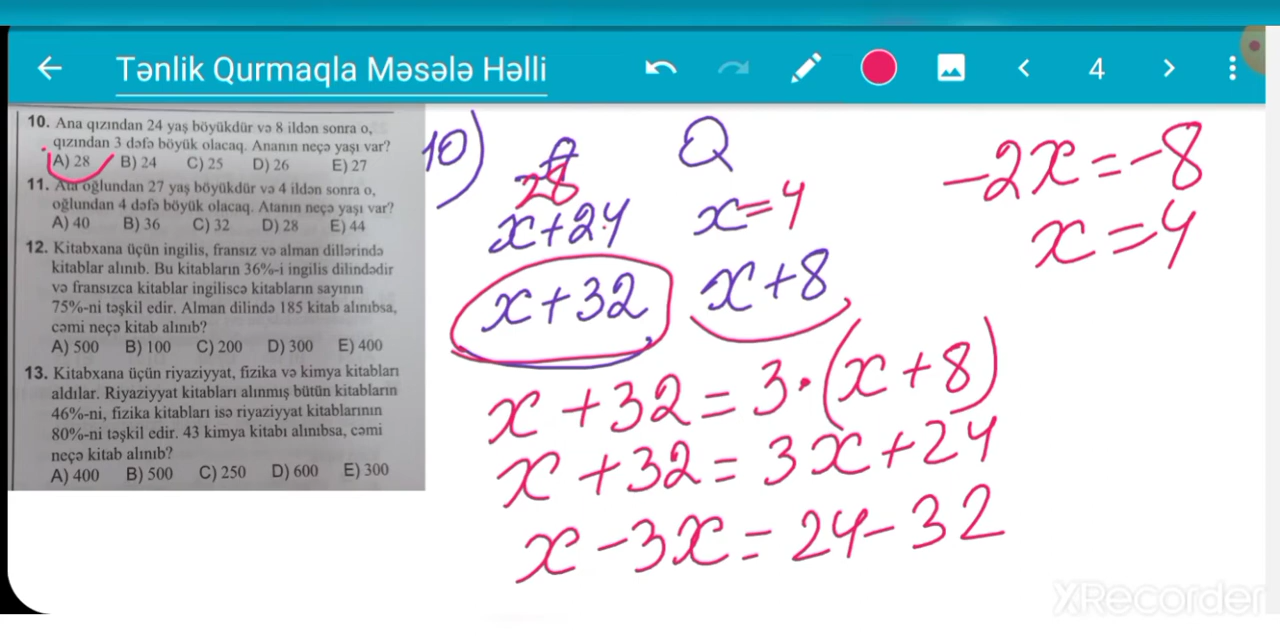 Tənlik Qurmaqla Məsələ Həlli
4
10. Ana qızından 24 yaş böyükdür və 8 ildən sonra o,
qızından 3 dəfə böyük olacaq. Ananın neçə yaşı var?
A) 28 B) 24 C) 25 D) 26 E) 27
11. Ata oğlundan 27 yaş böyükdür və 4 ildən sonra o,
oğlundan 4 dəfə böyük olacaq. Atanın neçə yaşı var?
A) 40 B) 36 C) 32 D) 28 E) 44
12. Kitabxana üçün ingilis, fransız və alman dillərində
kitablar alınıb. Bu kitabların 36%-i ingilis dilindədir
və fransızca kitablar ingiliscə kitabların sayının
75%-ni təşkil edir. Alman dilində 185 kitab alınıbsa,
cəmi neçə kitab alınıb?
A) 500 B) 100 C) 200 D) 300 E) 400
13. Kitabxana üçün riyaziyyat, fizika və kimya kitabları
aldılar. Riyaziyyat kitabları alınmış bütün kitabların
46%-ni, fizika kitabları isə riyaziyyat kitablarının
80%-ni təşkil edir. 43 kimya kitabı alınıbsa, cəmi
neçə kitab alınıb?
A) 400 B) 500 C) 250 D) 600 E) 300
10)
Q
28
x+24 x=4
x+32 x+8
x+32=3·(x+8)
x+32=3x+24
x-3x=24-32
-2x=-8
x=4
XRecorder